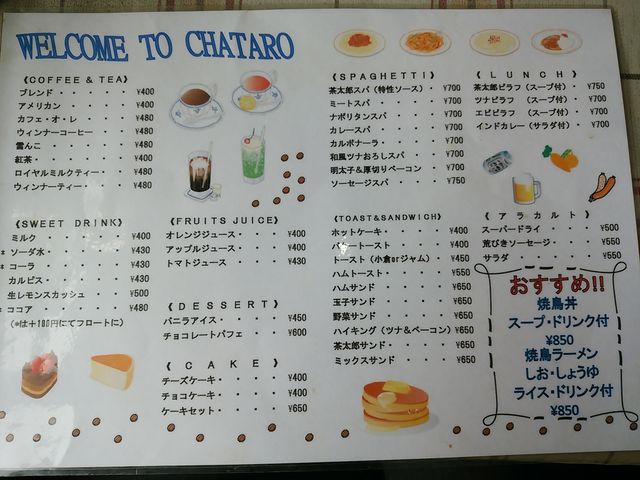 WELCOME TO CHATARO
《COFFEE & TEA》
ブレンド・・・・・¥400
アメリカン・・・・¥400
カフェ・オ・レ・・・¥480
ウィンナーコーヒー・¥480
雪んこ・・・・・・¥480
紅茶・・・・・・・¥400
ロイヤルミルクティー・¥480
ウィンナーティー・・¥480
《SWEET DRINK》
ミルク・・・・・¥400
* ソーダ水・・・・¥430
* コーラ・・・・・¥430
カルピス・・・・¥430
生レモンスカッシュ・¥500
* ココア・・・・・¥480
(*は+100円にてフロートに)
《FRUITS JUICE》
オレンジジュース・・・¥400
アップルジュース・・・¥400
トマトジュース・・・¥430
《DESSERT》
バニラアイス・・・・¥450
チョコレートパフェ・・¥600
《CAKE》
チーズケーキ・・・・¥400
チョコケーキ・・・・¥400
ケーキセット・・・・¥650
《SPAGHETTI》
茶太郎スパ(特性ソース)・¥700
ミートスパ・・・・・¥700
ナポリタンスパ・・・¥700
カレースパ・・・・・¥700
カルボナーラ・・・・¥700
和風ツナおろしスパ・・¥700
明太子&厚切りベーコン・¥700
ソーセージスパ・・・¥750
《TOAST&SANDWICH》
ホットケーキ・・・・¥400
バタートースト・・・¥400
トースト(小倉orジャム)・¥450
ハムトースト・・・・¥650
ハムサンド・・・・・¥650
玉子サンド・・・・・¥650
野菜サンド・・・・・¥650
ハイキング(ツナ&ベーコン)¥650
茶太郎サンド・・・・¥650
ミックスサンド・・・¥650
《LUNCH》
茶太郎ピラフ(スープ付)・¥750
ツナピラフ (スープ付)・¥700
エビピラフ (スープ付)・¥700
インドカレー(サラダ付)・¥700
《アラカルト》
スーパードライ・・・¥500
荒びきソーセージ・・¥550
サラダ・・・・・・¥550
おすすめ!!
焼鳥丼
スープ・ドリンク付
¥850
焼鳥ラーメン
しお・しょうゆ
ライス・ドリンク付
¥850